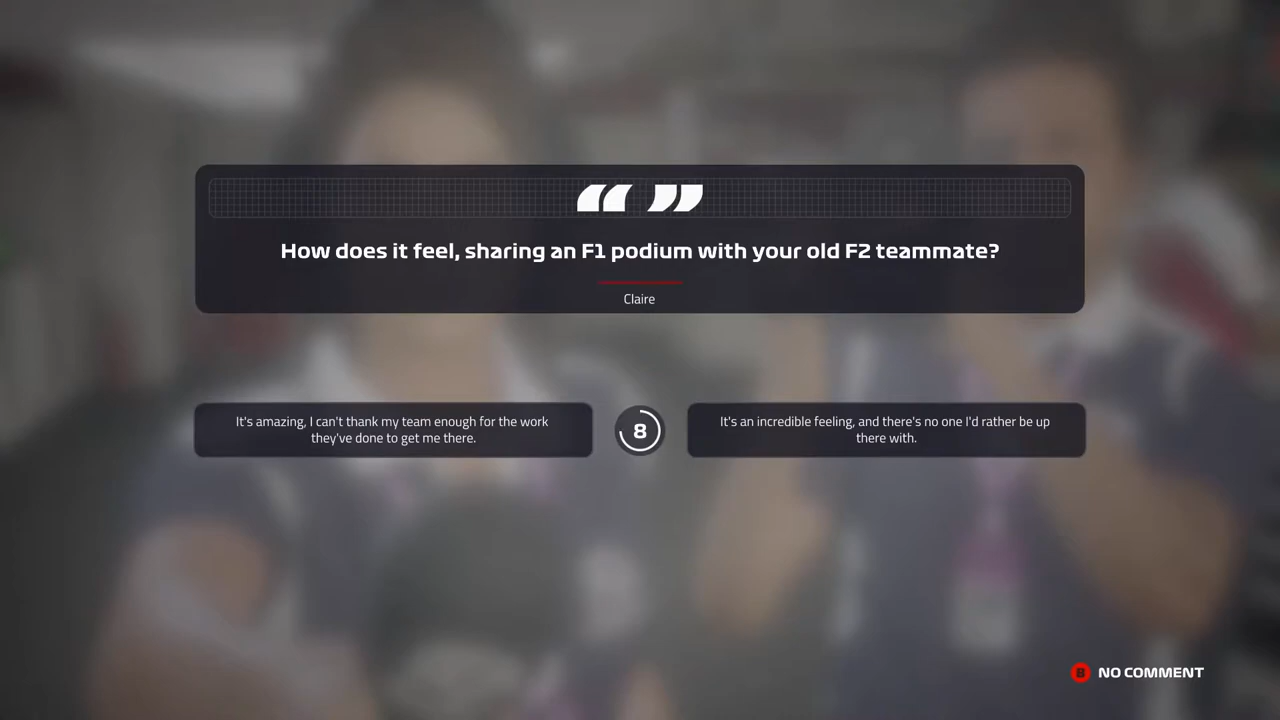 “ ”
How does it feel, sharing an F1 podium with your old F2 teammate?
Claire
It's amazing, I can't thank my team enough for the work
they've done to get me there.
8
It's an incredible feeling, and there's no one I'd rather be up
there with.
B NO COMMENT